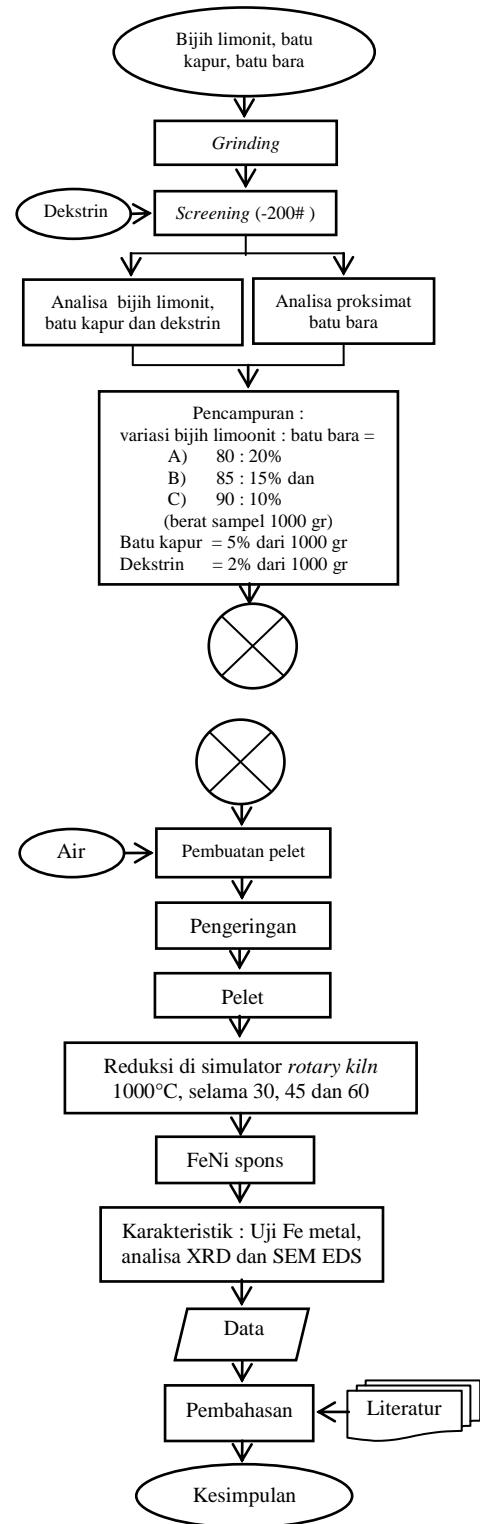 Bijih limonit, batu
kapur, batu bara
Grinding
Dekstrin
Screening (-200# )
Analisa  bijih limonit,
batu kapur dan dekstrin
Analisa proksimat
batu bara
Pencampuran :
variasi bijih limoonit : batu bara =
A) 80 : 20%
B) 85 : 15% dan
C) 90 : 10%
(berat sampel 1000 gr)
Batu kapur = 5% dari 1000 gr
Dekstrin = 2% dari 1000 gr
Air
Pembuatan pelet
Pengeringan
Pelet
Reduksi di simulator rotary kiln
1000°C, selama 30, 45 dan 60
FeNi spons
Karakteristik : Uji Fe metal,
analisa XRD dan SEM EDS
Data
Pembahasan
Literatur
Kesimpulan